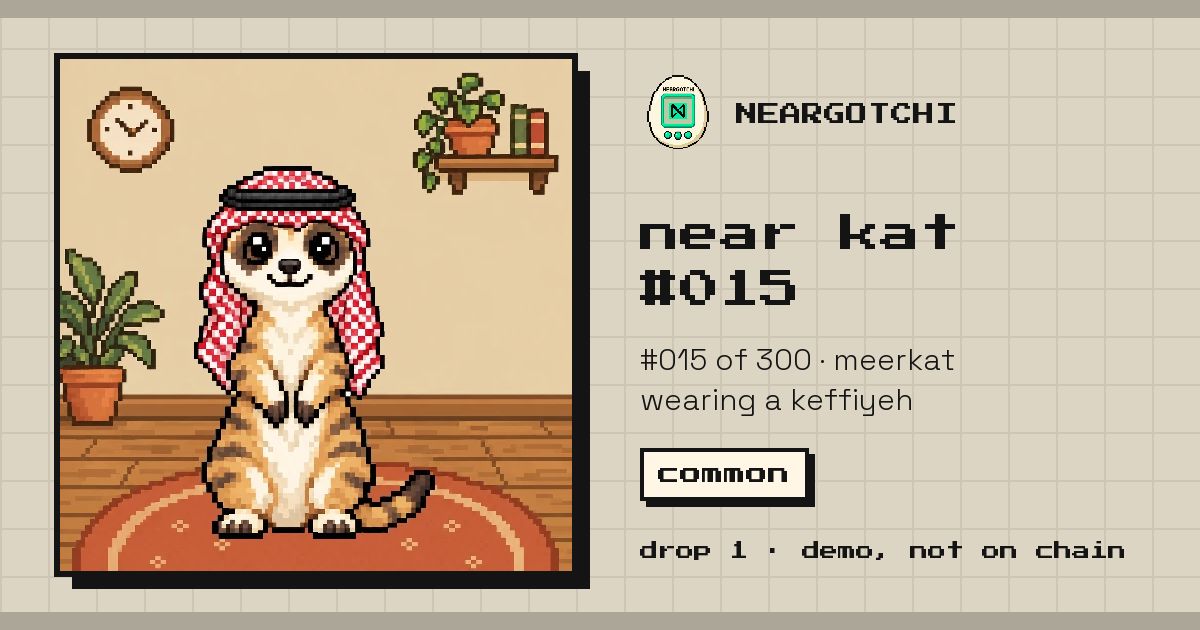 NEARGOTCHI
NEARGOTCHI
near kat
#015
#015 of 300 · meerkat
wearing a keffiyeh
common
drop 1 · demo, not on chain